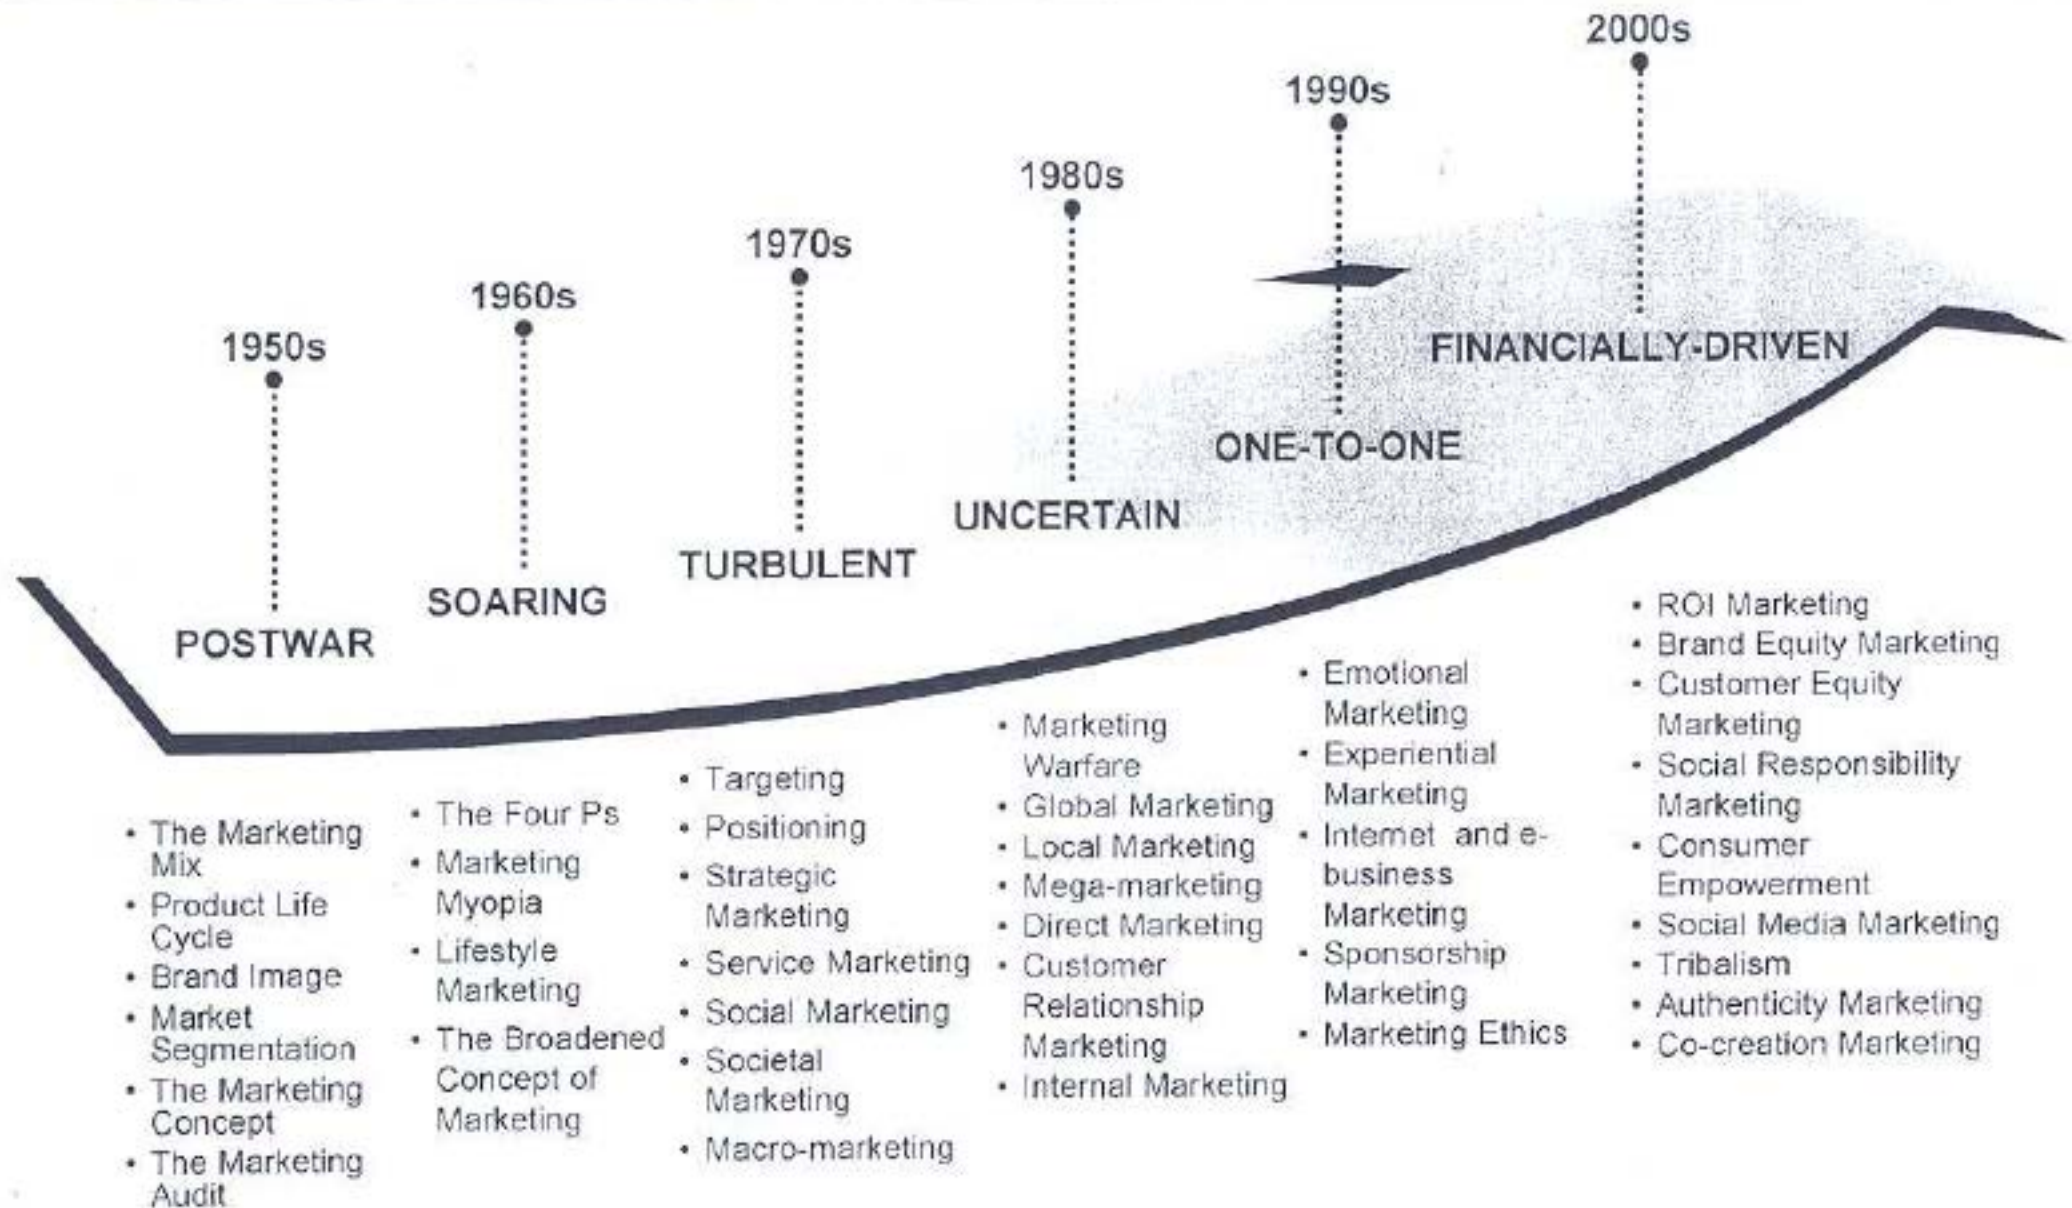 2000s
1990s
1980s
1970s
1960s
1950s
FINANCIALLY-DRIVEN
ONE-TO-ONE
UNCERTAIN
TURBULENT
SOARING
POSTWAR
• The Marketing
Mix
• Product Life
Cycle
• Brand Image
• Market
Segmentation
• The Marketing
Concept
• The Marketing
Audit
• The Four Ps
• Marketing
Myopia
• Lifestyle
Marketing
• The Broadened
Concept of
Marketing
• Targeting
• Positioning
• Strategic
Marketing
• Service Marketing
• Social Marketing
• Societal
Marketing
• Macro-marketing
• Marketing
Warfare
• Global Marketing
• Local Marketing
• Mega-marketing
• Direct Marketing
• Customer
Relationship
Marketing
• Internal Marketing
• Emotional
Marketing
• Experiential
Marketing
• Internet and e-
business
Marketing
• Sponsorship
Marketing
• Marketing Ethics
• ROI Marketing
• Brand Equity Marketing
• Customer Equity
Marketing
• Social Responsibility
Marketing
• Consumer
Empowerment
• Social Media Marketing
• Tribalism
• Authenticity Marketing
• Co-creation Marketing